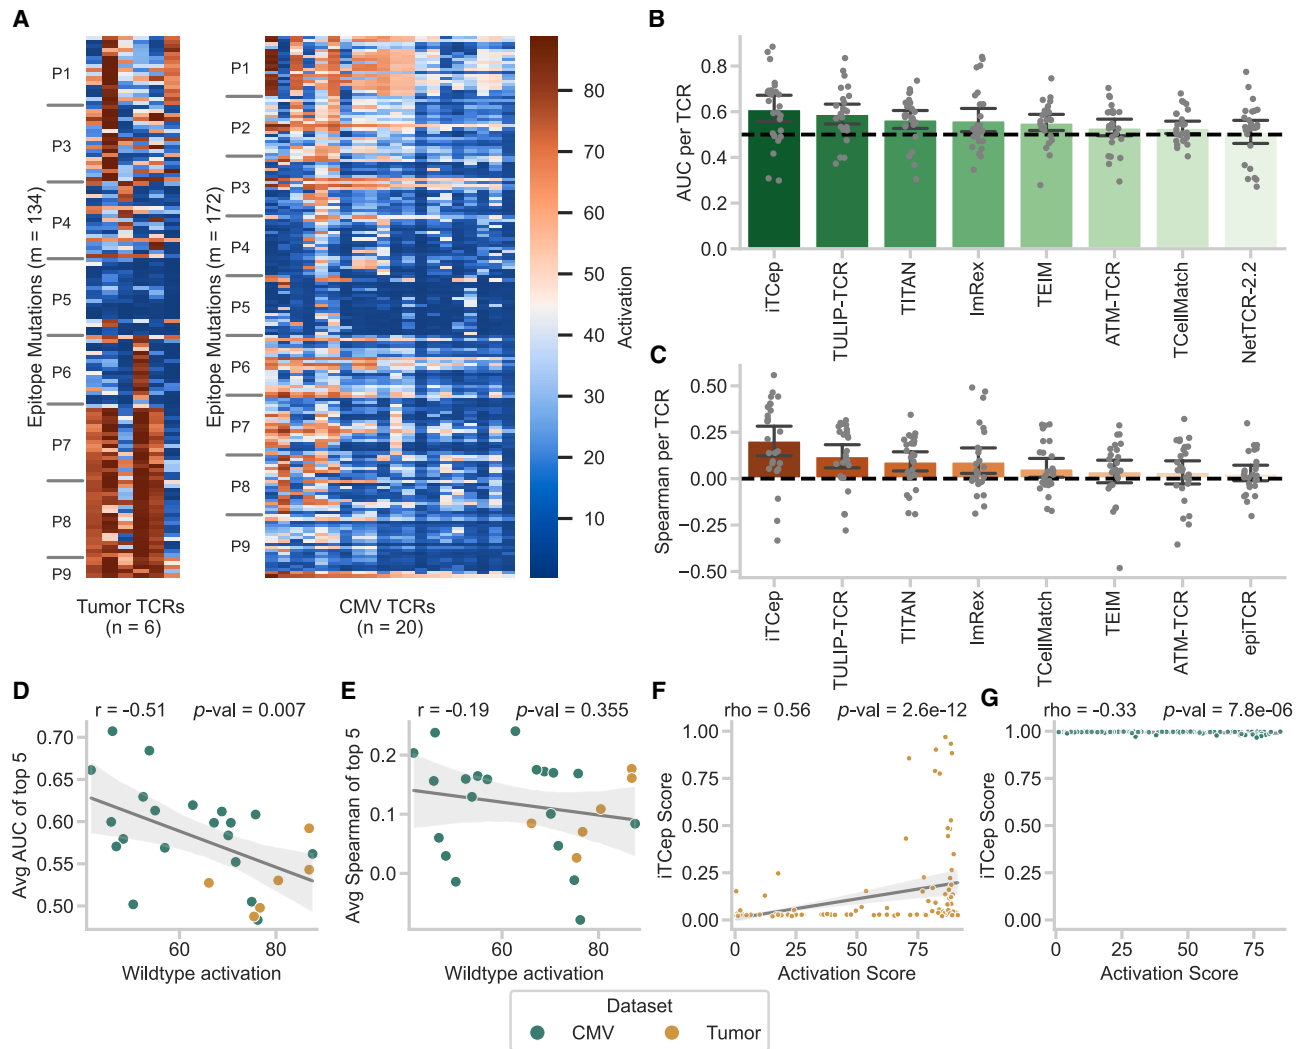 A
P1
P3
P4
P5
P6
P7
P8
P9
Epitope Mutations (m = 134)
Tumor TCRs
(n = 6)
P1
P2
P3
P4
P5
P6
P7
P8
P9
Epitope Mutations (m = 172)
CMV TCRs
(n = 20)
80
70
60
50
40
30
20
10
Activation
B
0.8
0.6
0.4
0.2
0.0
AUC per TCR
iTCep
TULIP-TCR
TITAN
ImRex
TEIM
ATM-TCR
TCellMatch
NetTCR-2.2
C
0.50
0.25
0.00
−0.25
−0.50
Spearman per TCR
iTCep
TULIP-TCR
TITAN
ImRex
TCellMatch
TEIM
ATM-TCR
epiTCR
D
r = -0.51 p-val = 0.007
0.70
0.65
0.60
0.55
0.50
Avg AUC of top 5
60 80
Wildtype activation
E
r = -0.19 p-val = 0.355
0.2
0.1
0.0
Avg Spearman of top 5
60 80
Wildtype activation
F
rho = 0.56 p-val = 2.6e-12
1.00
0.75
0.50
0.25
0.00
iTCep Score
0 25 50 75
Activation Score
G
rho = -0.33 p-val = 7.8e-06
1.00
0.75
0.50
0.25
0.00
iTCep Score
0 25 50 75
Activation Score
Dataset
CMV Tumor